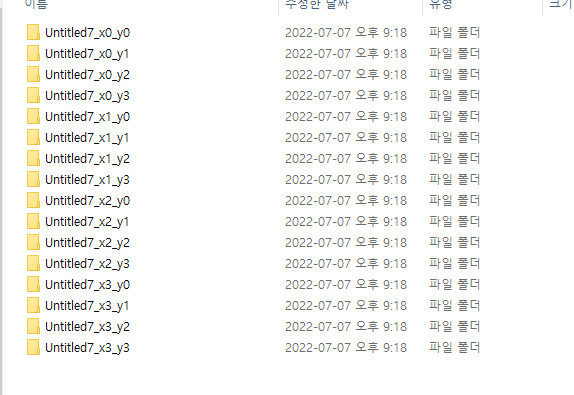 이름 수정한 날짜 유형 크기
Untitled7_x0_y0 2022-07-07 오후 9:18 파일 폴더
Untitled7_x0_y1 2022-07-07 오후 9:18 파일 폴더
Untitled7_x0_y2 2022-07-07 오후 9:18 파일 폴더
Untitled7_x0_y3 2022-07-07 오후 9:18 파일 폴더
Untitled7_x1_y0 2022-07-07 오후 9:18 파일 폴더
Untitled7_x1_y1 2022-07-07 오후 9:18 파일 폴더
Untitled7_x1_y2 2022-07-07 오후 9:18 파일 폴더
Untitled7_x1_y3 2022-07-07 오후 9:18 파일 폴더
Untitled7_x2_y0 2022-07-07 오후 9:18 파일 폴더
Untitled7_x2_y1 2022-07-07 오후 9:18 파일 폴더
Untitled7_x2_y2 2022-07-07 오후 9:18 파일 폴더
Untitled7_x2_y3 2022-07-07 오후 9:18 파일 폴더
Untitled7_x3_y0 2022-07-07 오후 9:18 파일 폴더
Untitled7_x3_y1 2022-07-07 오후 9:18 파일 폴더
Untitled7_x3_y2 2022-07-07 오후 9:18 파일 폴더
Untitled7_x3_y3 2022-07-07 오후 9:18 파일 폴더